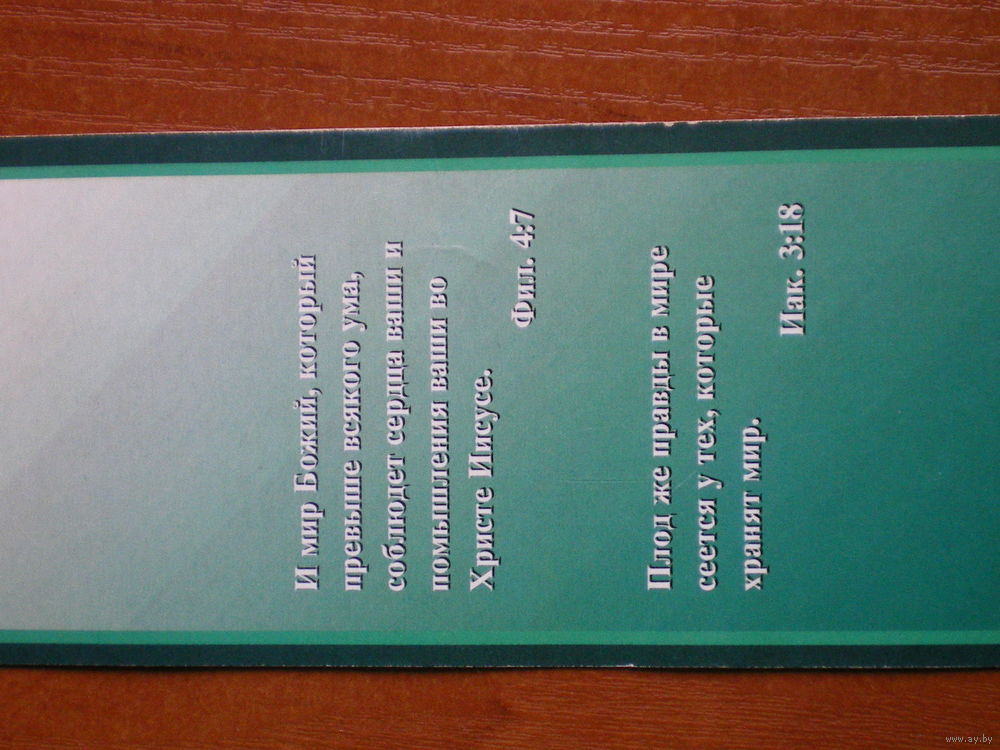 И мир Божий, который
превыше всякого ума,
соблюдет сердца ваши и
помышления ваши во
Христе Иисусе.
Фил. 4:7
Плод же правды в мире
сеется у тех, которые
хранят мир.
Иак. 3:18
www.ay.by